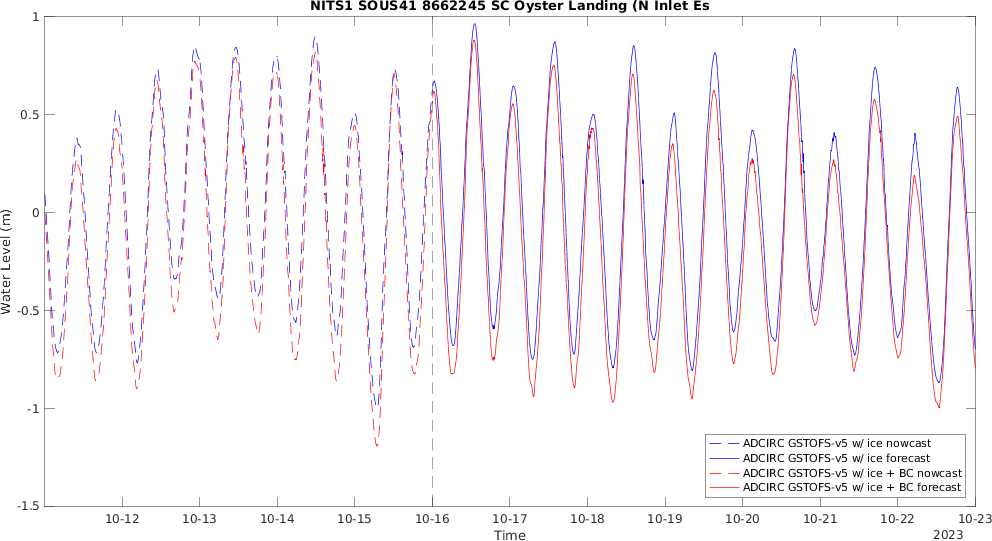 NITS1 SOUS41 8662245 SC Oyster Landing (N Inlet Es
1
0.5
0
-0.5
-1
-1.5
Water Level (m)
10-12 10-13 10-14 10-15 10-16 10-17 10-18 10-19 10-20 10-21 10-22 10-23
Time
2023
ADCIRC GSTOFS-v5 w/ ice nowcast
ADCIRC GSTOFS-v5 w/ ice forecast
ADCIRC GSTOFS-v5 w/ ice + BC nowcast
ADCIRC GSTOFS-v5 w/ ice + BC forecast